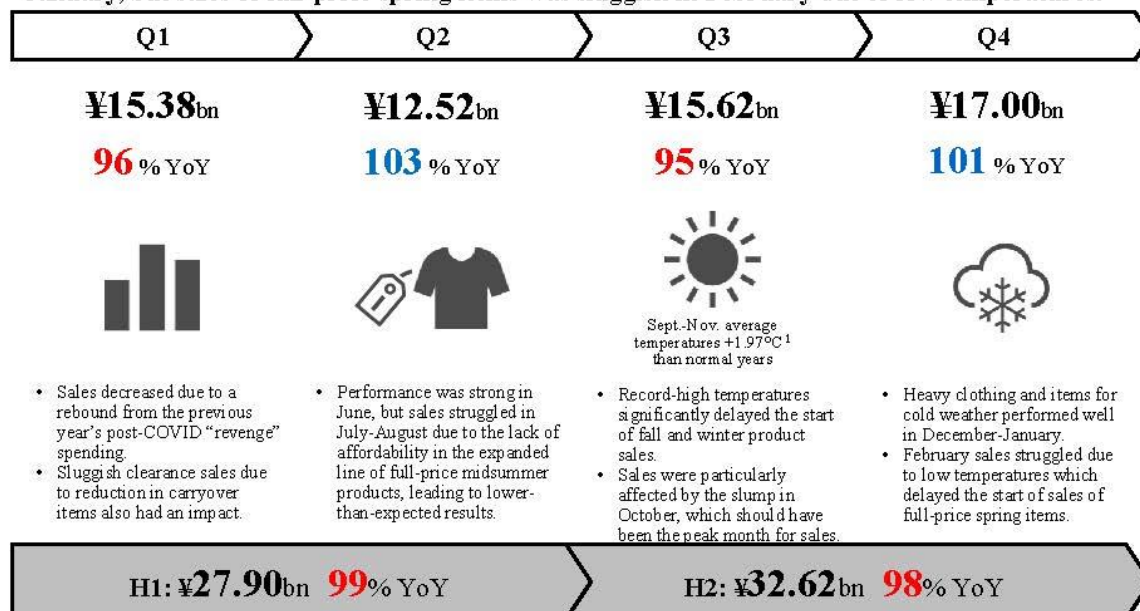 Q1
Q2
Q3
Q4
¥15.38bn
96 % YoY
¥12.52bn
103 % YoY
¥15.62bn
95 % YoY
¥17.00bn
101 % YoY
Sept.-Nov. average
temperatures +1.97°C 1
than normal years
• Sales decreased due to a
rebound from the previous
year's post-COVID “revenge”
spending.
• Sluggish clearance sales due
to reduction in carryover
items also had an impact.
• Performance was strong in
June, but sales struggled in
July-August due to the lack of
affordability in the expanded
line of full-price midsummer
products, leading to lower-
than-expected results.
• Record-high temperatures
significantly delayed the start
of fall and winter product
sales.
• Sales were particularly
affected by the slump in
October, which should have
been the peak month for sales.
• Heavy clothing and items for
cold weather performed well
in December-January.
• February sales struggled due
to low temperatures which
delayed the start of sales of
full-price spring items.
H1: ¥27.90bn 99% YoY
H2: ¥32.62bn 98% YoY